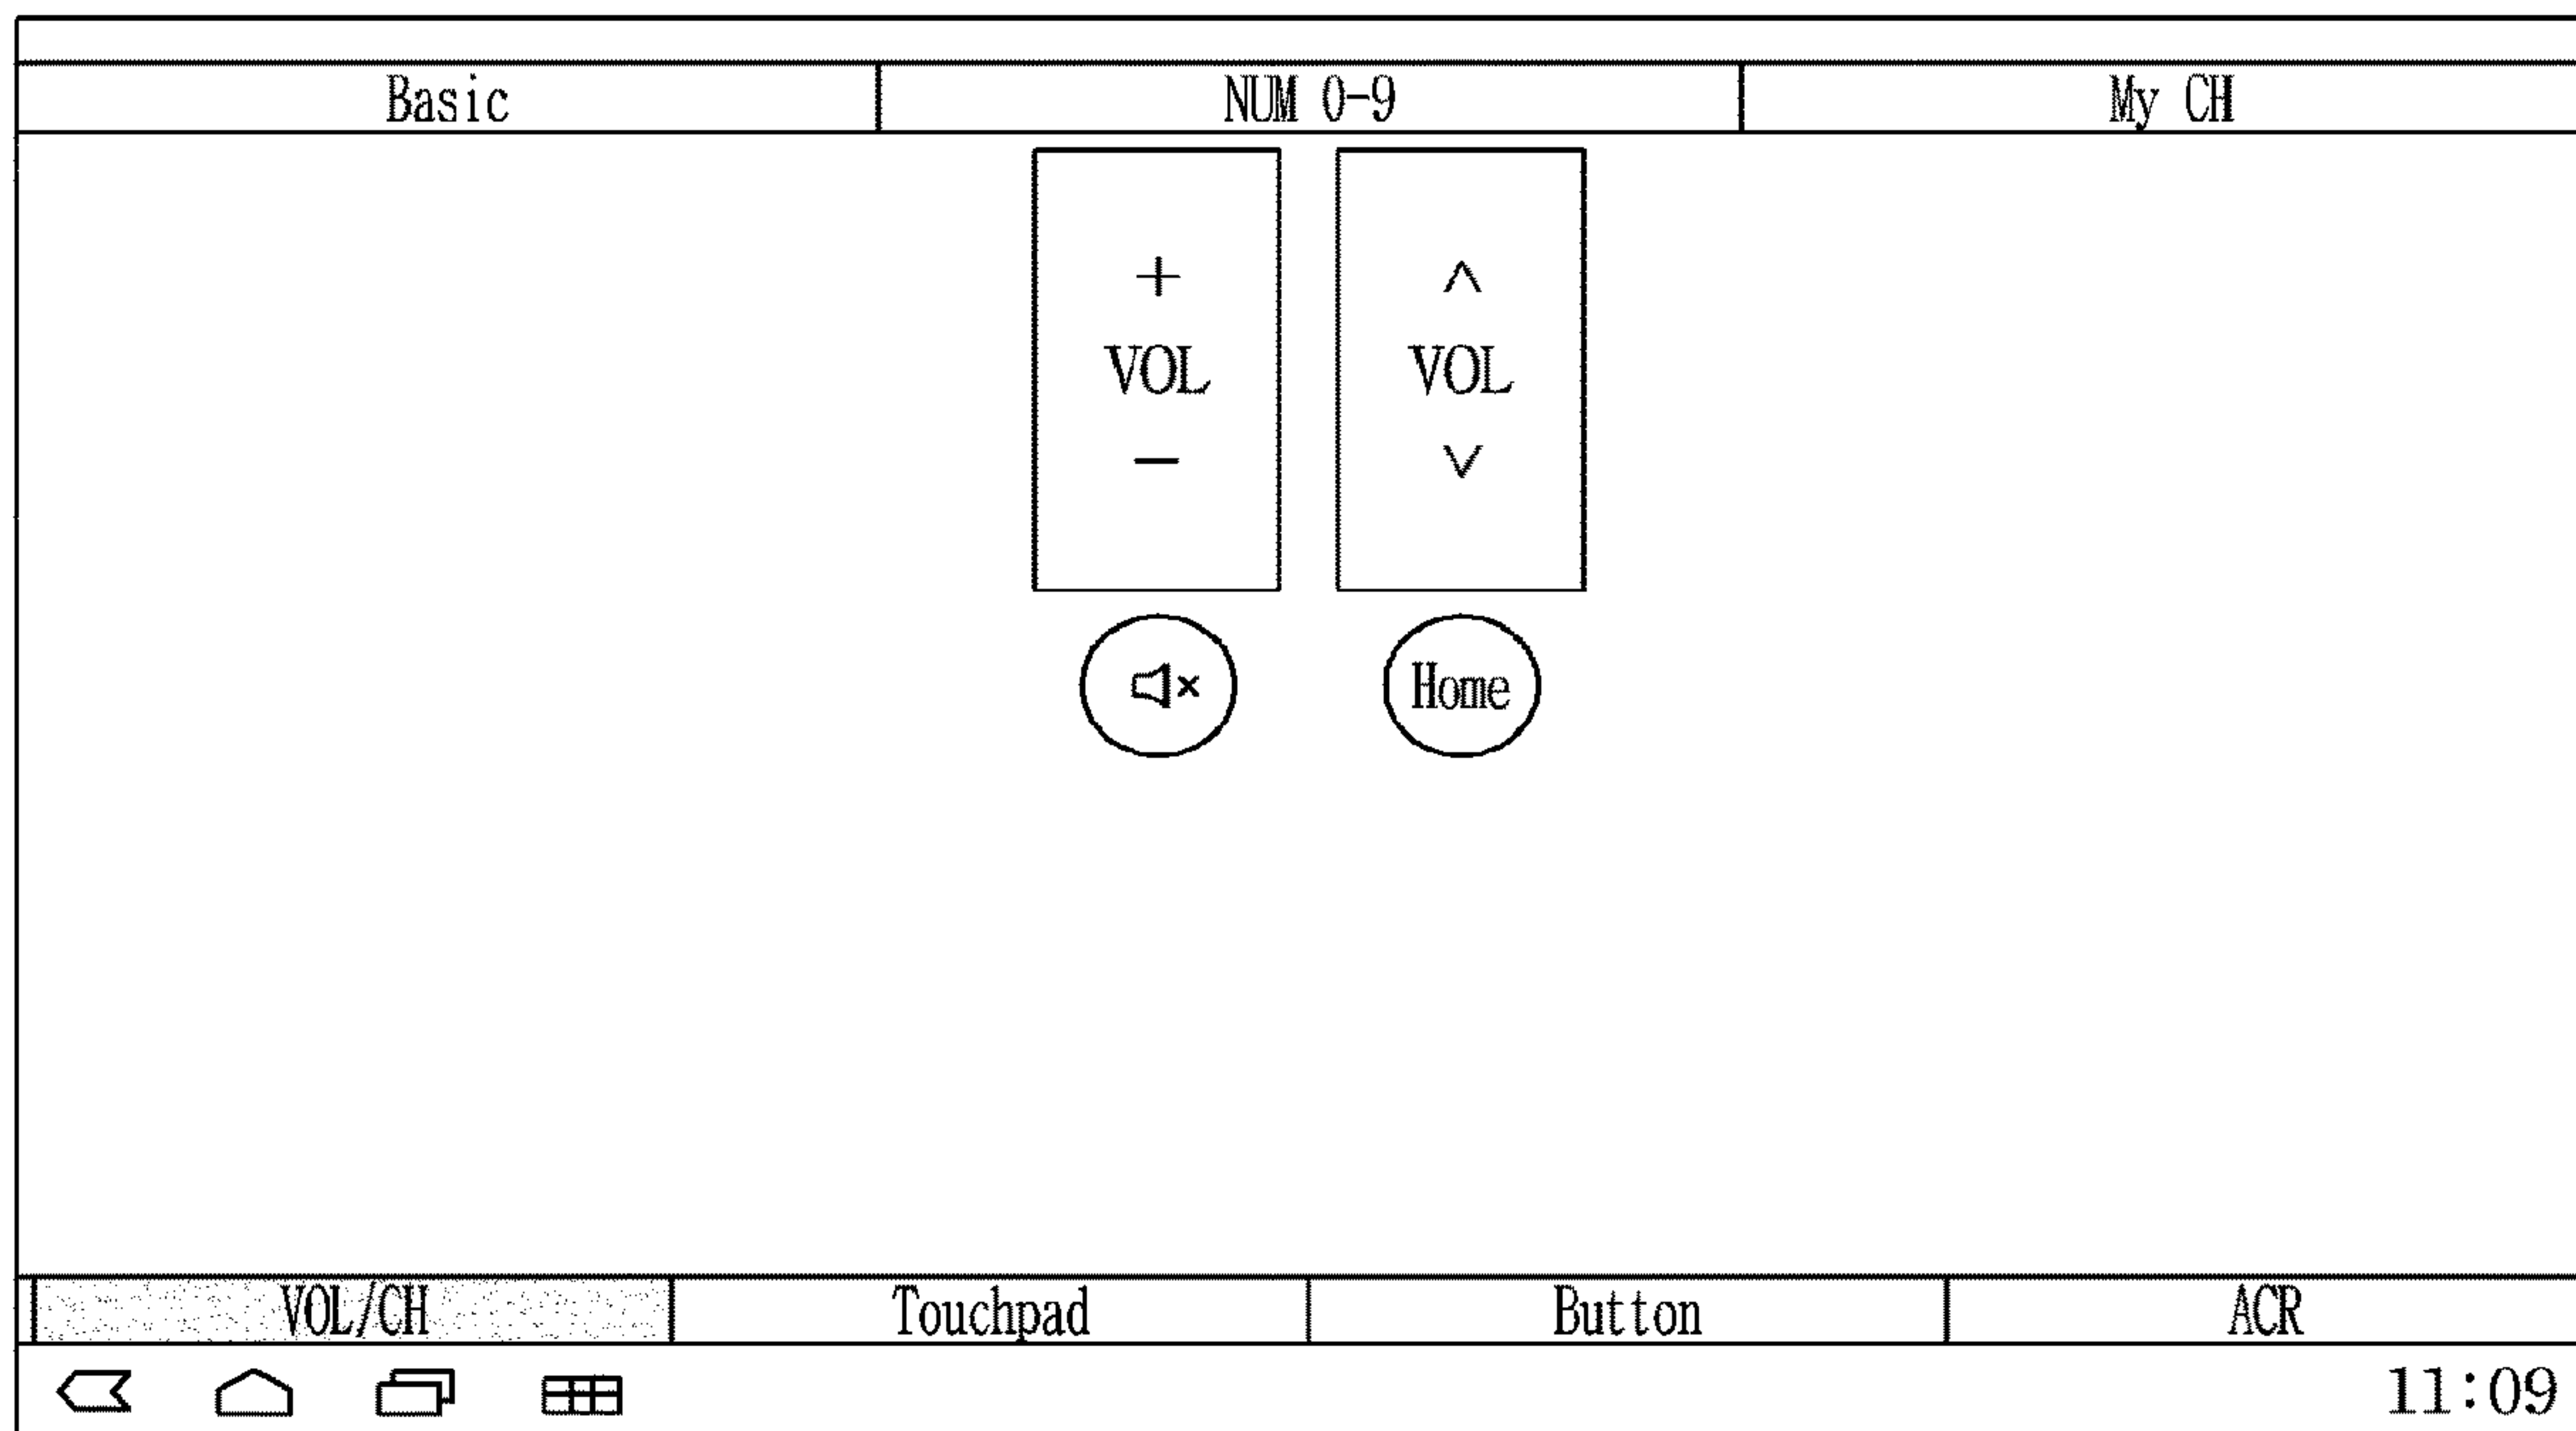 Basic NUM 0-9 My CH
+ ^
VOL VOL
- v
× Home
VOL/CH Touchpad Button ACR
11:09